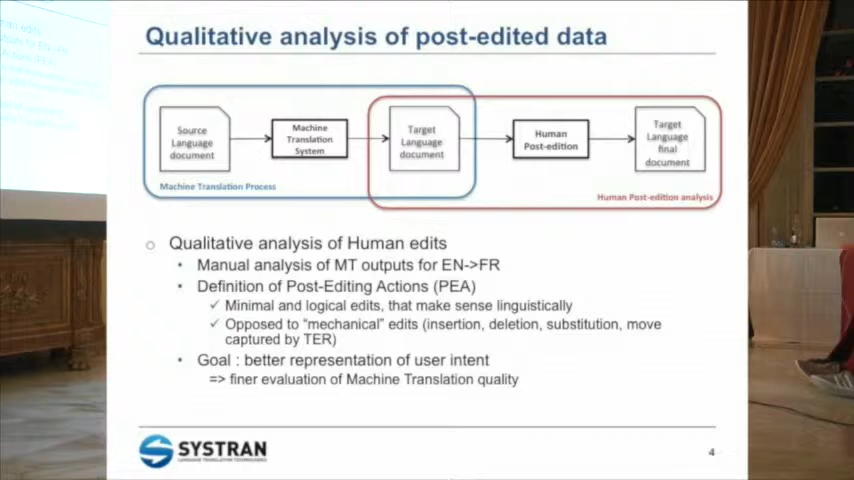 Qualitative analysis of post-edited data
Source
Language
document
Machine
Translation
System
Target
Language
document
Human
Post-edition
Target
Language
final
document
Machine Translation Process
Human Post-edition analysis
Qualitative analysis of Human edits
Manual analysis of MT outputs for EN->FR
Definition of Post-Editing Actions (PEA)
Minimal and logical edits, that make sense linguistically
Opposed to “mechanical” edits (insertion, deletion, substitution, move
captured by TER)
Goal : better representation of user intent
=> finer evaluation of Machine Translation quality
SYSTRAN
LANGUAGE TRANSLATION TECHNOLOGIES
4